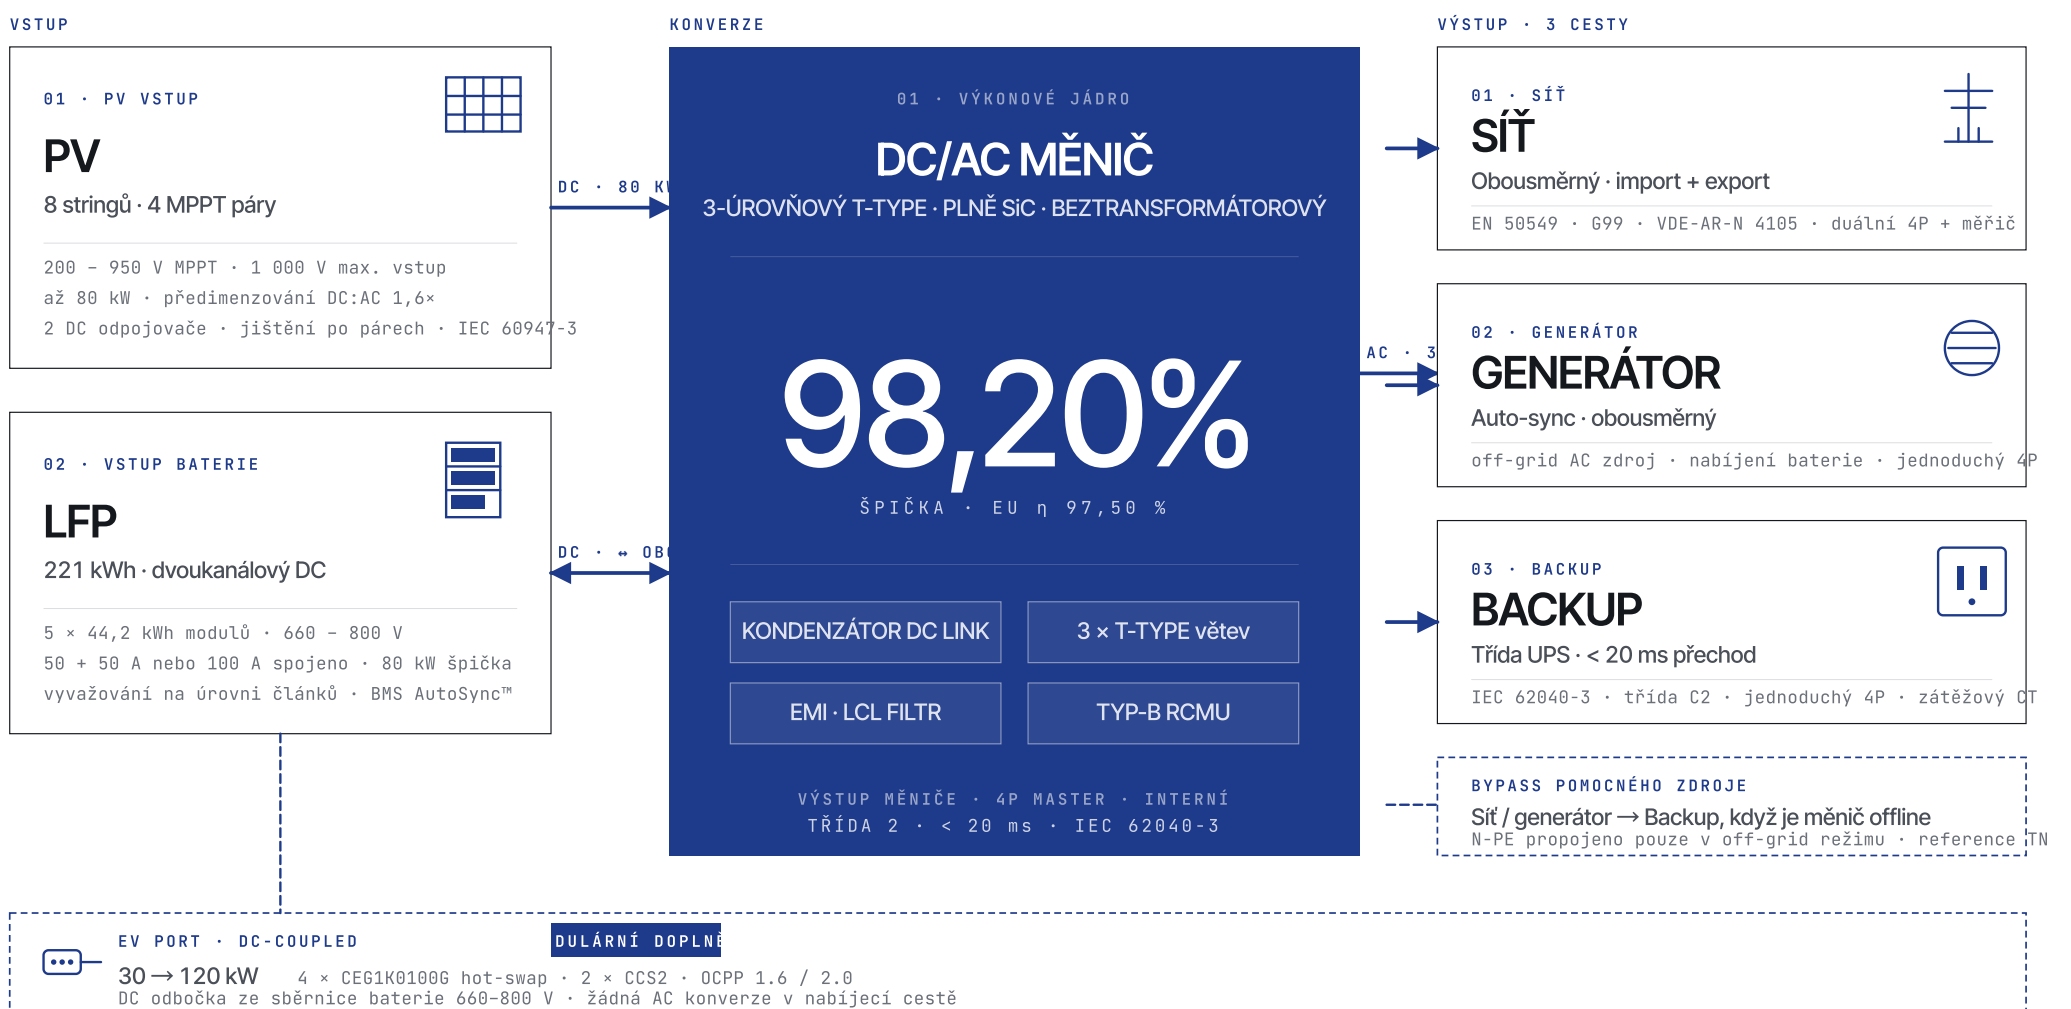 VSTUP
01 · PV VSTUP
PV
8 stringů · 4 MPPT páry
200 – 950 V MPPT · 1 000 V max. vstup
až 80 kW · předimenzování DC:AC 1,6×
2 DC odpojovače · jištění po párech · IEC 60947-3
02 · VSTUP BATERIE
LFP
221 kWh · dvoukanálový DC
5 × 44,2 kWh modulů · 660 – 800 V
50 + 50 A nebo 100 A spojeno · 80 kW špička
vyvažování na úrovni článků · BMS AutoSync™
DC · 80 KW
DC · ↔
KONVERZE
01 · VÝKONOVÉ JÁDRO
DC/AC MĚNIČ
3-ÚROVŇOVÝ T-TYPE · PLNĚ SiC · BEZTRANSFORMÁTOROVÝ
98,20%
ŠPIČKA · EU η 97,50 %
KONDENZÁTOR DC LINK
3 × T-TYPE větev
EMI · LCL FILTR
TYP-B RCMU
VÝSTUP MĚNIČE · 4P MASTER · INTERNÍ
TŘÍDA 2 · < 20 ms · IEC 62040-3
AC · 3
VÝSTUP · 3 CESTY
01 · SÍŤ
SÍŤ
Obousměrný · import + export
EN 50549 · G99 · VDE-AR-N 4105 · duální 4P + měřič
02 · GENERÁTOR
GENERÁTOR
Auto-sync · obousměrný
off-grid AC zdroj · nabíjení baterie · jednoduchý 4P
03 · BACKUP
BACKUP
Třída UPS · < 20 ms přechod
IEC 62040-3 · třída C2 · jednoduchý 4P · zátěžový CT
BYPASS POMOCNÉHO ZDROJE
Síť / generátor → Backup, když je měnič offline
N-PE propojeno pouze v off-grid režimu · reference TN
EV PORT · DC-COUPLED
DULÁRNÍ DOPLNĚ
30 → 120 kW
4 × CEG1K0100G hot-swap · 2 × CCS2 · OCPP 1.6 / 2.0
DC odbočka ze sběrnice baterie 660–800 V · žádná AC konverze v nabíjecí cestě